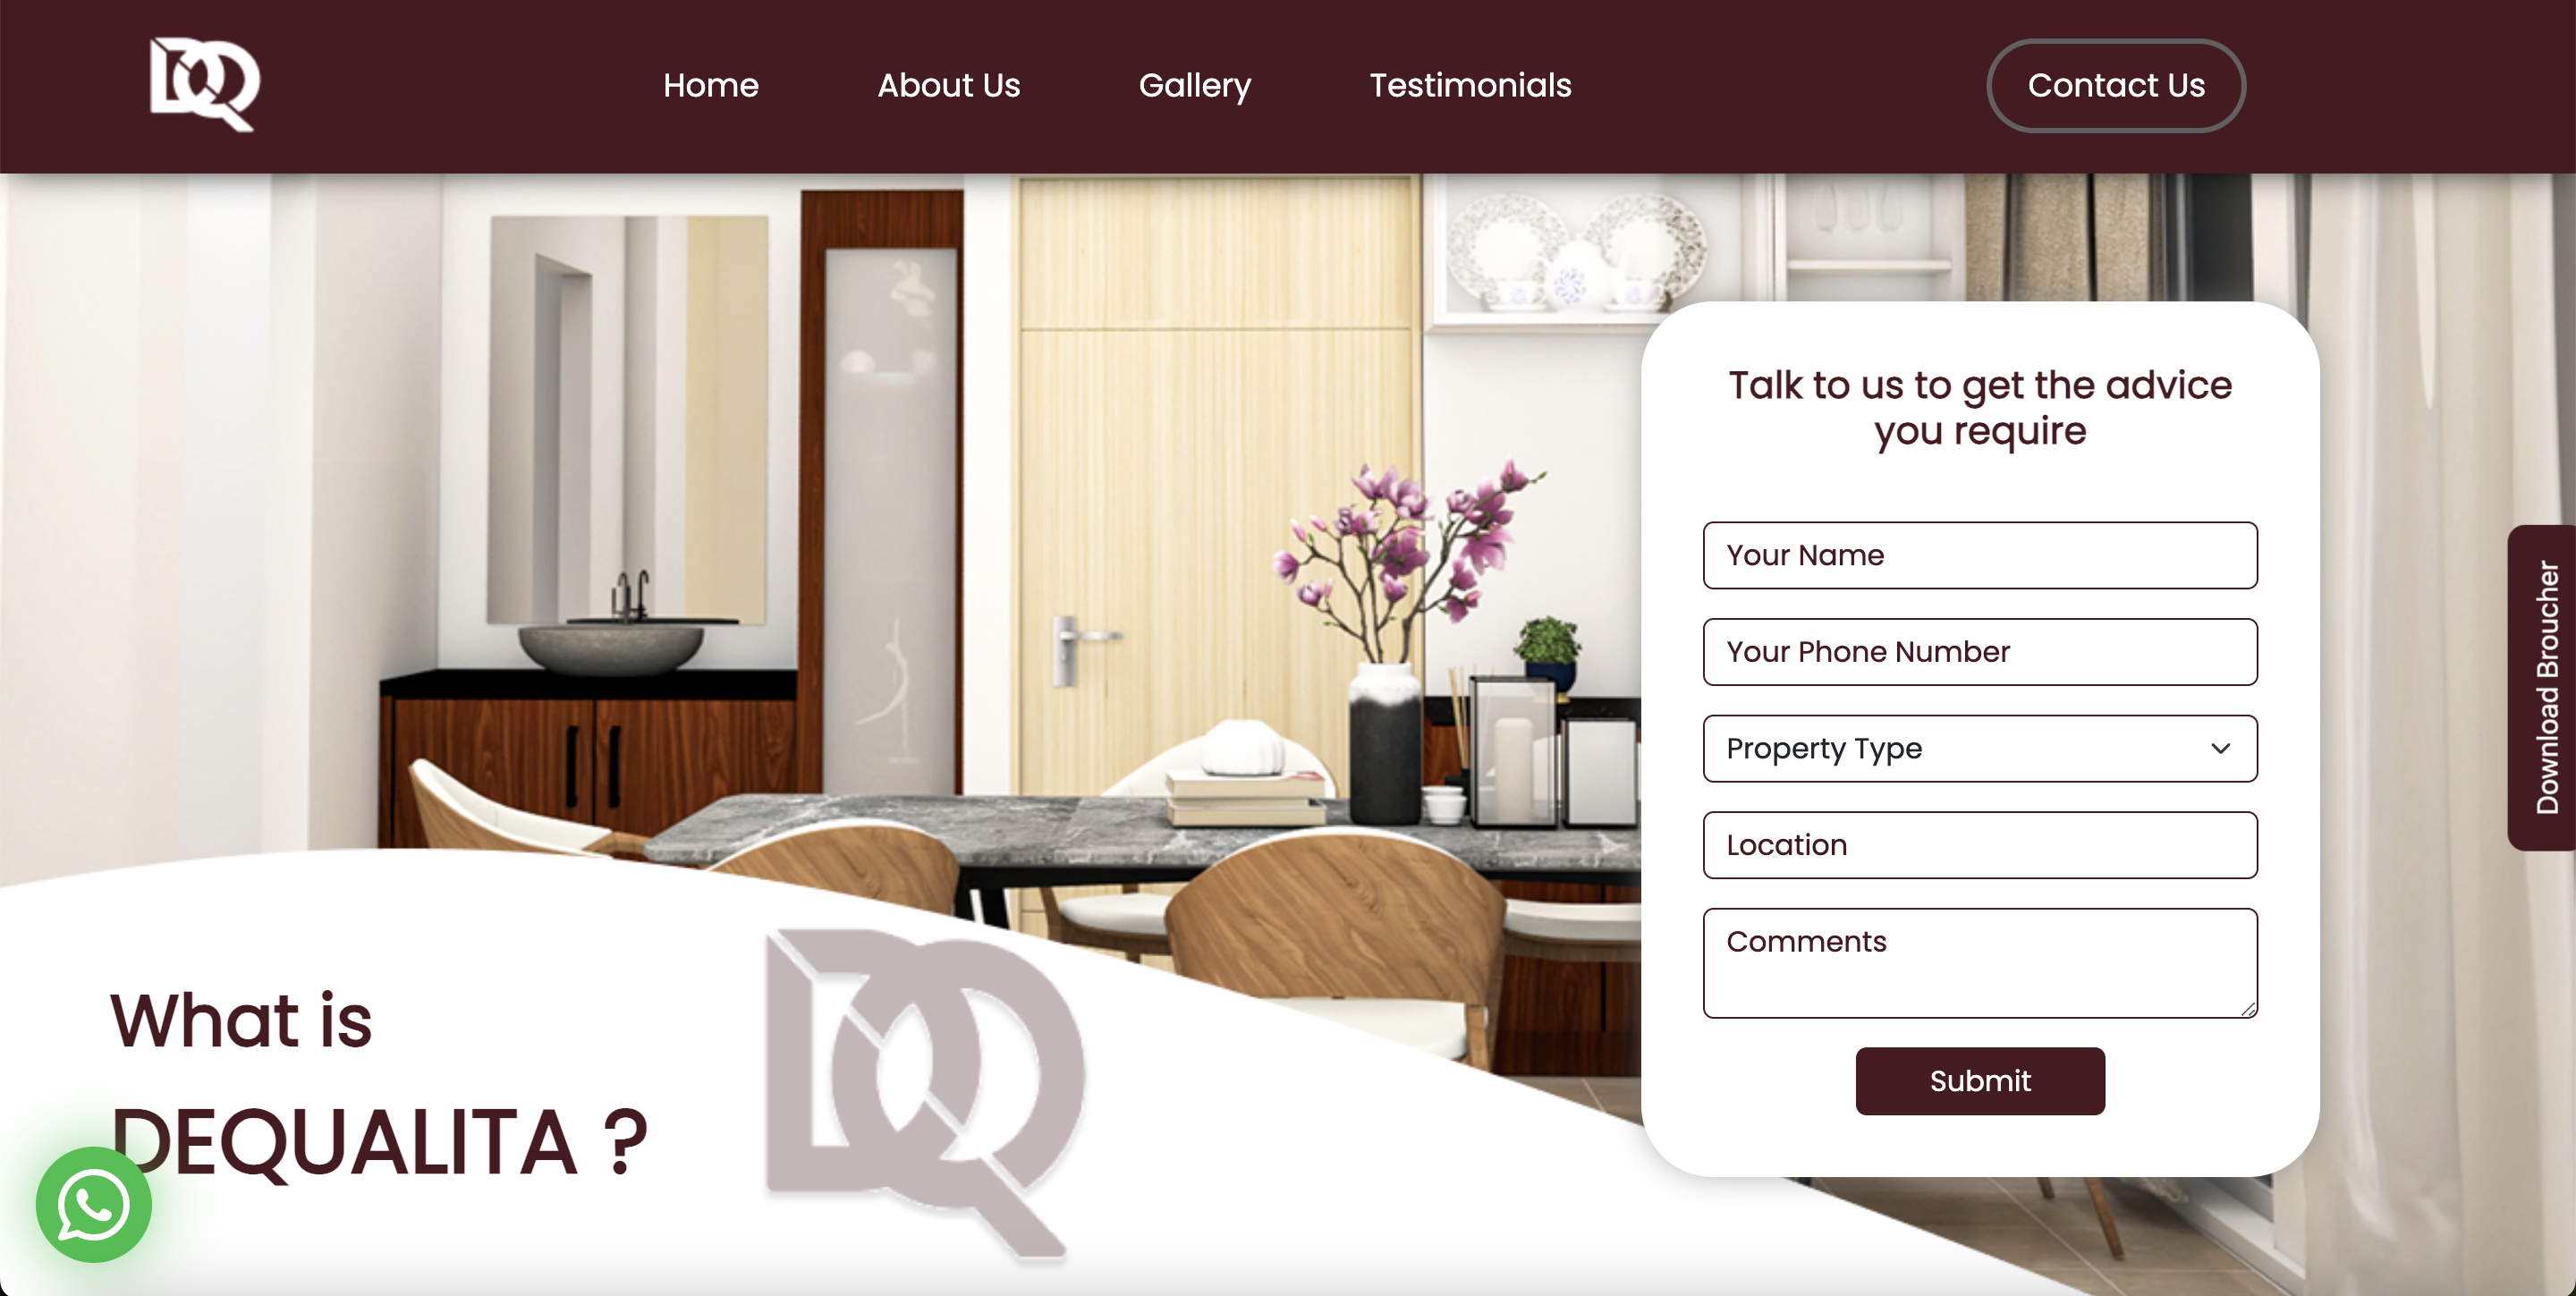 DQ
Home
About Us
Gallery
Testimonials
Contact Us
Talk to us to get the advice
you require
Your Name
Your Phone Number
Property Type
Location
Comments
Submit
Download Broucher
What is
DEQUALITA ?
DQ